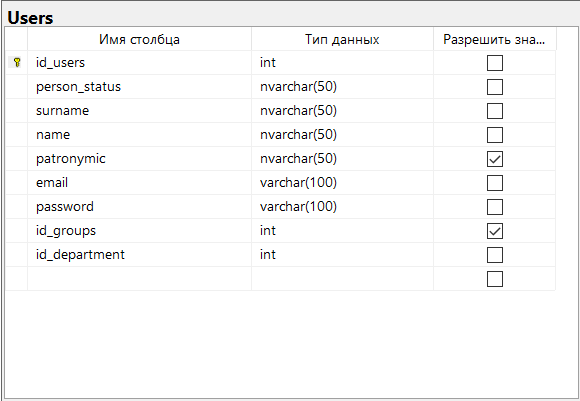 Users
Имя столбца Тип данных Разрешить зна...
id_users int
person_status nvarchar(50)
surname nvarchar(50)
name nvarchar(50)
patronymic nvarchar(50)
email varchar(100)
password varchar(100)
id_groups int
id_department int